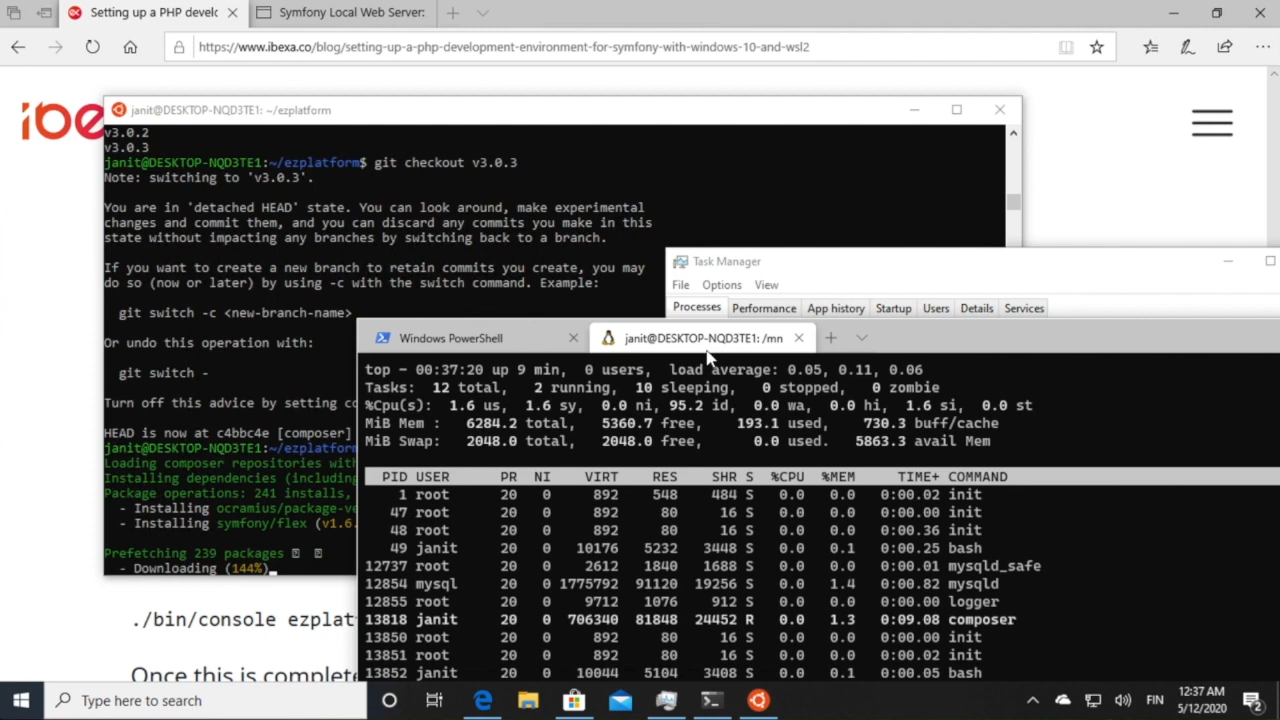 Setting up a PHP develo
Symfony Local Web Server:
https://www.ibexa.co/blog/setting-up-a-php-development-environment-for-symfony-with-windows-10-and-wsl2
ibe
janit@DESKTOP-NQD3TE1: ~/ezplatform
v3.0.2
v3.0.3
janit@DESKTOP-NQD3TE1:~/ezplatform$ git checkout v3.0.3
Note: switching to 'v3.0.3'.
You are in 'detached HEAD' state. You can look around, make experimental
changes and commit them, and you can discard any commits you make in this
state without impacting any branches by switching back to a branch.
If you want to create a new branch to retain commits you create, you may
do so (now or later) by using -c with the switch command. Example:
git switch -c <new-branch-name>
Or undo this operation with:
git switch -
Turn off this advice by setting co
HEAD is now at c4bbc4e [composer]
janit@DESKTOP-NQD3TE1:~/ezplatform
Loading composer repositories with
Installing dependencies (including
Package operations: 241 installs,
- Installing ocramius/package-ve
- Installing symfony/flex (v1.6.
Prefetching 239 packages
- Downloading (144%)
Task Manager
File Options View
Processes Performance App history Startup Users Details Services
Windows PowerShell
janit@DESKTOP-NQD3TE1: /mn
top - 00:37:20 up 9 min, 0 users, load average: 0.05, 0.11, 0.06
Tasks: 12 total, 2 running, 10 sleeping, 0 stopped, 0 zombie
%Cpu(s): 1.6 us, 1.6 sy, 0.0 ni, 95.2 id, 0.0 wa, 0.0 hi, 1.6 si, 0.0 st
MiB Mem : 6284.2 total, 5360.7 free, 193.1 used, 730.3 buff/cache
MiB Swap: 2048.0 total, 2048.0 free, 0.0 used. 5863.3 avail Mem
PID USER PR NI VIRT RES SHR S %CPU %MEM TIME+ COMMAND
1 root 20 0 892 548 484 S 0.0 0.0 0:00.02 init
47 root 20 0 892 80 16 S 0.0 0.0 0:00.00 init
48 root 20 0 892 80 16 S 0.0 0.0 0:00.36 init
49 janit 20 0 10176 5232 3448 S 0.0 0.1 0:00.25 bash
12737 root 20 0 2612 1840 1688 S 0.0 0.0 0:00.01 mysqld_safe
12854 mysql 20 0 1775792 91120 19256 S 0.0 1.4 0:00.82 mysqld
12855 root 20 0 9712 1076 912 S 0.0 0.0 0:00.00 logger
13818 janit 20 0 706340 81848 24452 R 0.0 1.3 0:09.08 composer
13850 root 20 0 892 80 16 S 0.0 0.0 0:00.00 init
13851 root 20 0 892 80 16 S 0.0 0.0 0:00.02 init
13852 janit 20 0 10044 5104 3408 S 0.0 0.1 0:00.05 bash
./bin/console ezplat
Once this is complete
Type here to search
FIN
12:37 AM
5/12/2020
2